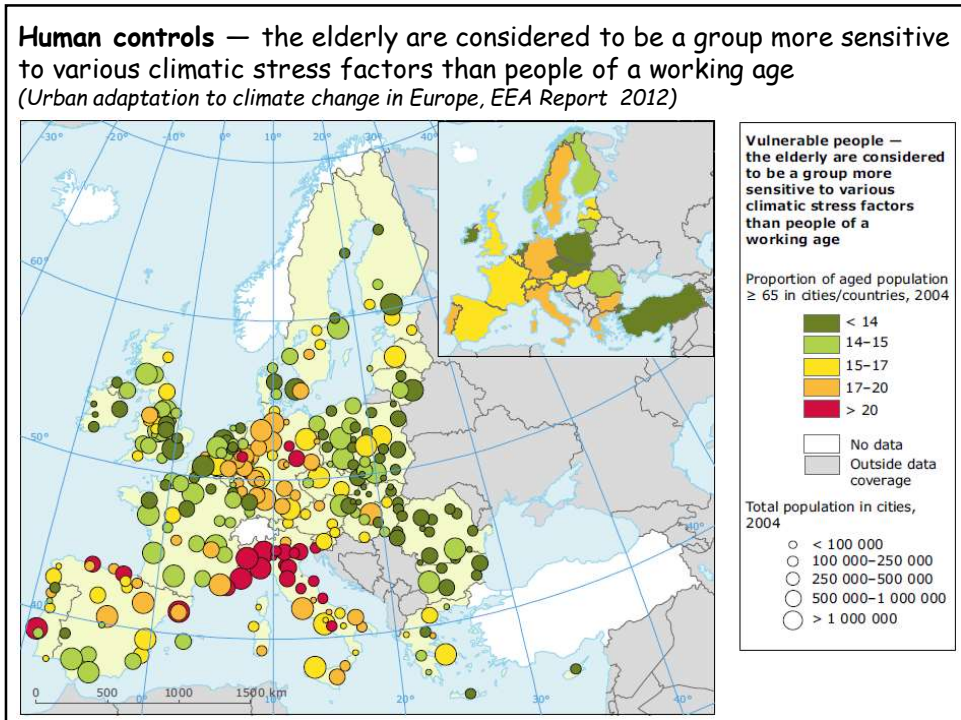 Human controls — the elderly are considered to be a group more sensitive
to various climatic stress factors than people of a working age
(Urban adaptation to climate change in Europe, EEA Report 2012)
-30°
-20°
-10°
0°
10°
20°
30°
60°
50°
40°
40°
0°
10°
20°
30°
40°
0
500
1000
1500 km
Vulnerable people —
the elderly are considered
to be a group more
sensitive to various
climatic stress factors
than people of a
working age
Proportion of aged population
≥ 65 in cities/countries, 2004
< 14
14–15
15–17
17–20
> 20
No data
Outside data
coverage
Total population in cities,
2004
< 100 000
100 000–250 000
250 000–500 000
500 000–1 000 000
> 1 000 000